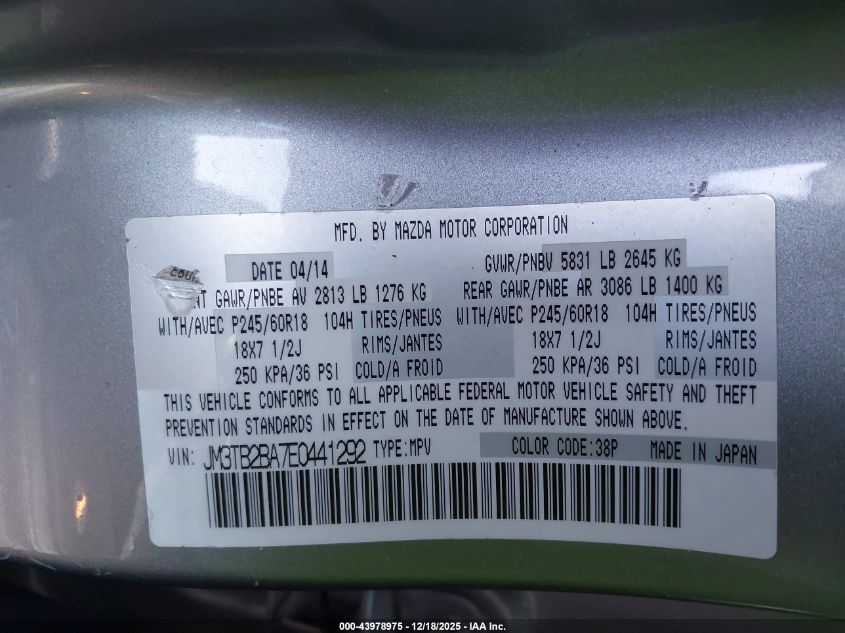 MFD. BY MAZDA MOTOR CORPORATION
DATE 04/14 GVWR/PNBV 5831 LB 2645 KG
NT GAWR/PNBE AV 2813 LB 1276 KG REAR GAWR/PNBE AR 3086 LB 1400 KG
WITH/AVEC P245/60R18 104H TIRES/PNEUS WITH/AVEC P245/60R18 104H TIRES/PNEUS
18X7 1/2J RIMS/JANTES 18X7 1/2J RIMS/JANTES
250 KPA/36 PSI COLD/A FROID 250 KPA/36 PSI COLD/A FROID
THIS VEHICLE CONFORMS TO ALL APPLICABLE FEDERAL MOTOR VEHICLE SAFETY AND THEFT
PREVENTION STANDARDS IN EFFECT ON THE DATE OF MANUFACTURE SHOWN ABOVE.
VIN: JM3TB2BA7E0441292 TYPE:MPV COLOR CODE:38P MADE IN JAPAN
000-43978975 - 12/18/2025 - IAA Inc.